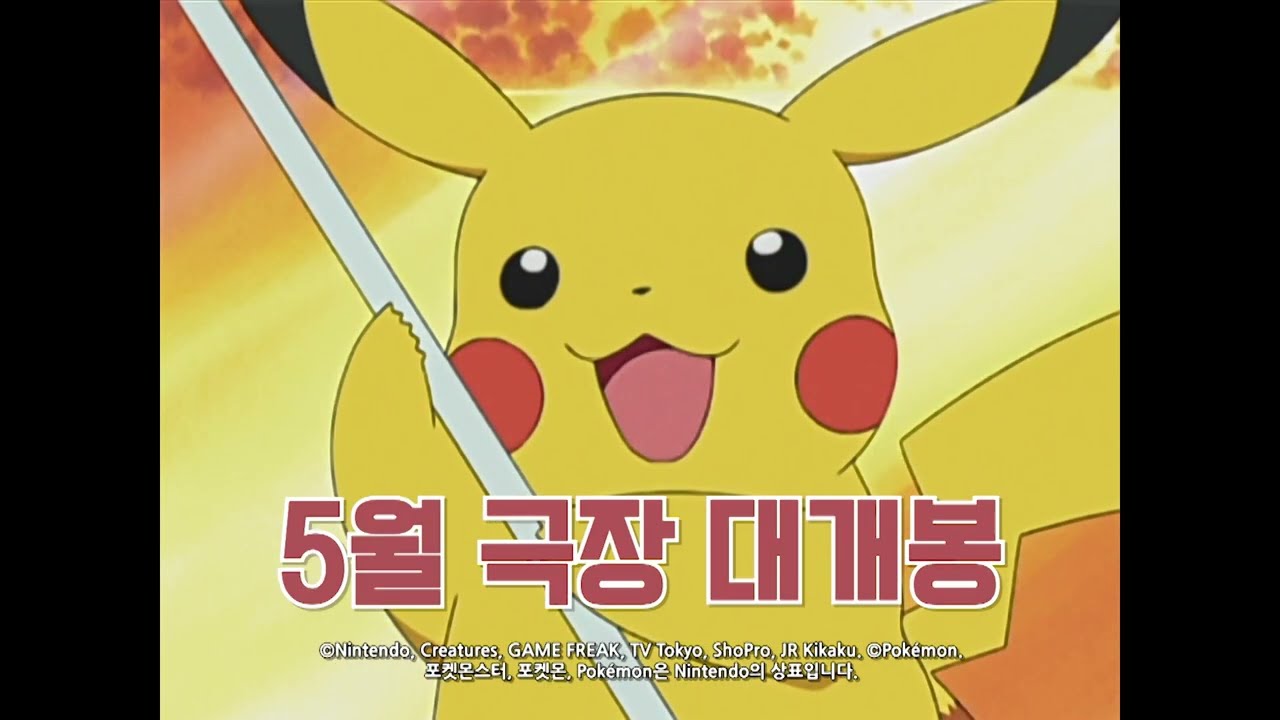 5월 극장 대개봉
©Nintendo, Creatures, GAME FREAK, TV Tokyo, ShoPro, JR Kikaku. ©Pokémon.
포켓몬스터, 포켓몬, Pokémon은 Nintendo의 상표입니다.